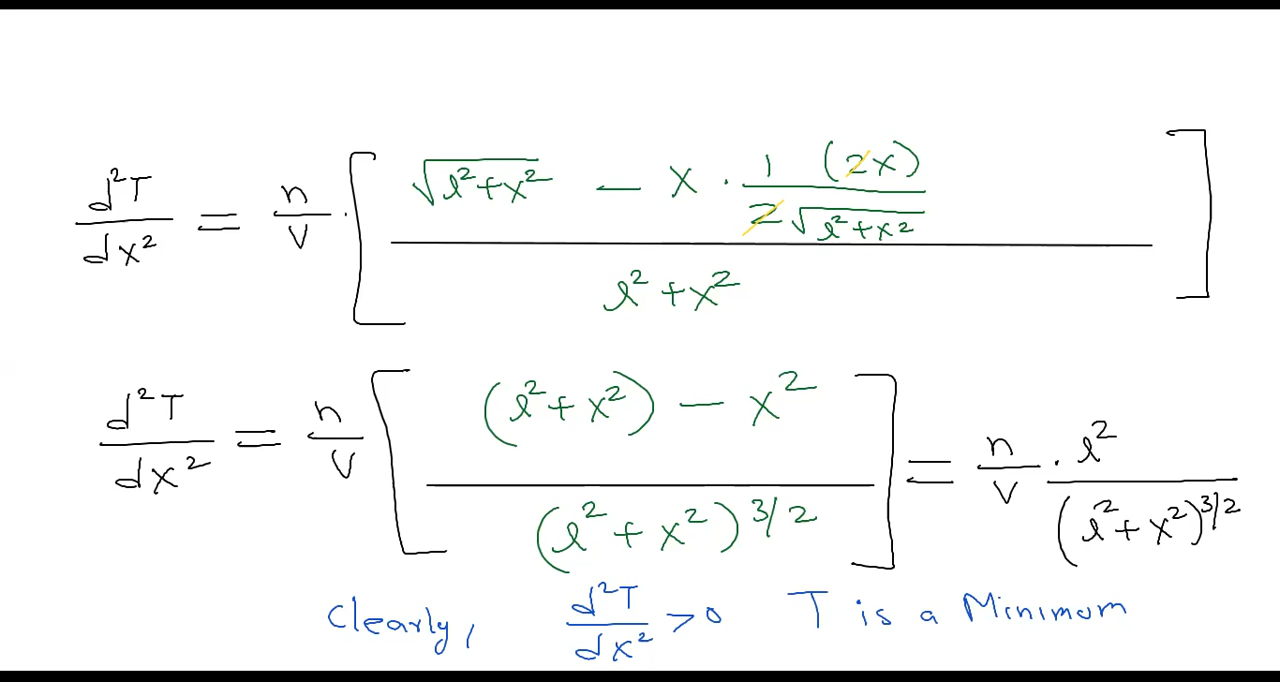 d²T/dx² = n/v · [ (√(l²+x²) − x · 1 (2x)/(2√(l²+x²))) / (l²+x²) ]
d²T/dx² = n/v [ ((l²+x²) − x²) / (l²+x²)^3/2 ] = n/v · l²/(l²+x²)^3/2
Clearly, d²T/dx² >0 T is a Minimum